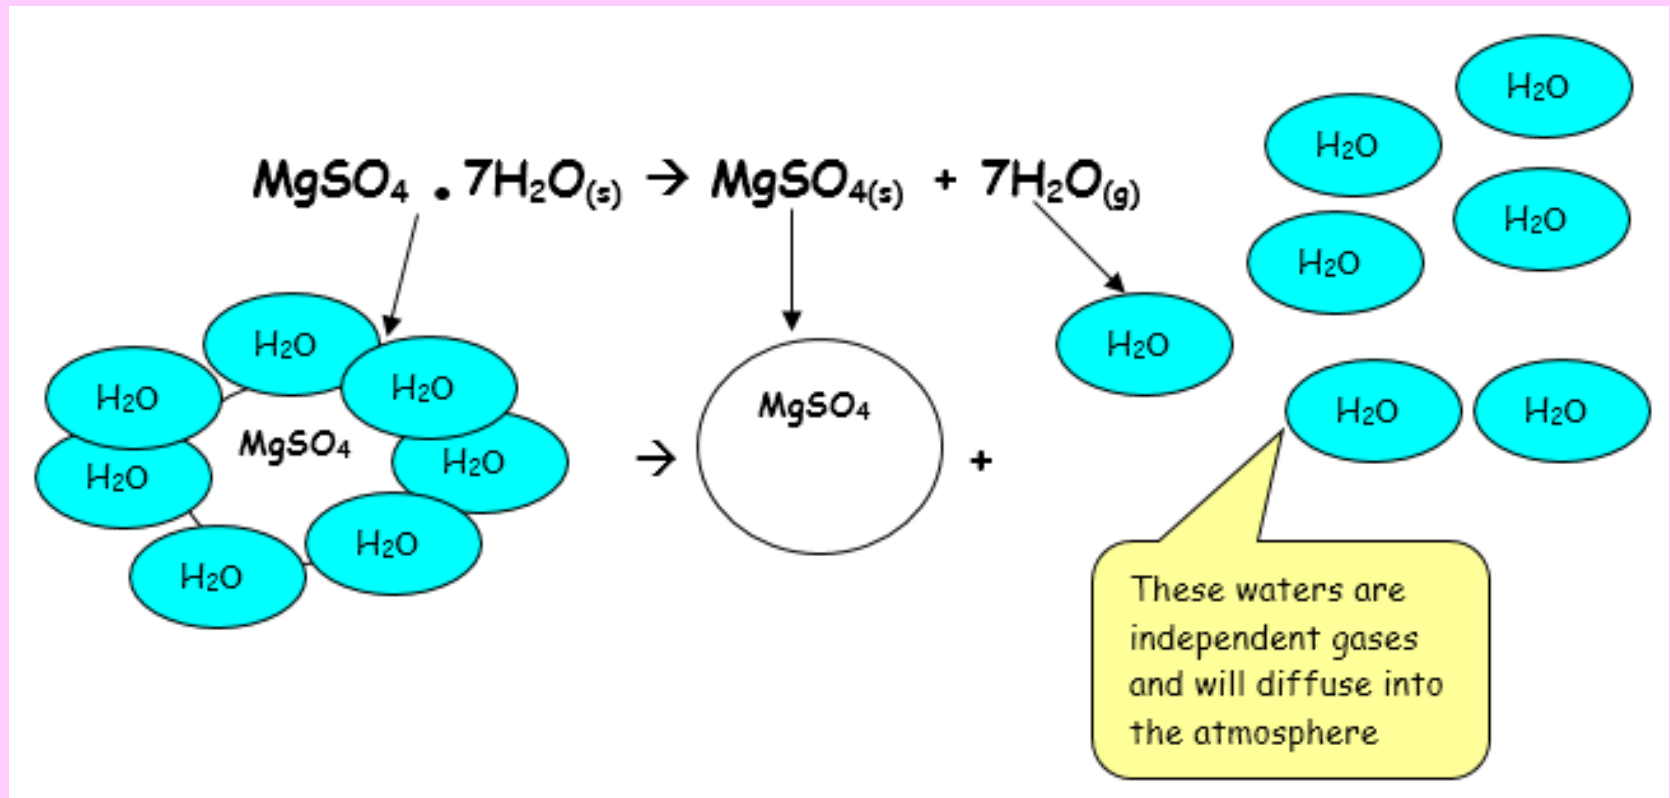 MgSO₄ . 7H₂O(s) → MgSO₄(s) + 7H₂O(g)
H₂O
H₂O
H₂O
H₂O
H₂O
H₂O
H₂O
MgSO₄
→
MgSO₄
+
H₂O
H₂O
H₂O
H₂O
H₂O
H₂O
H₂O
These waters are
independent gases
and will diffuse into
the atmosphere